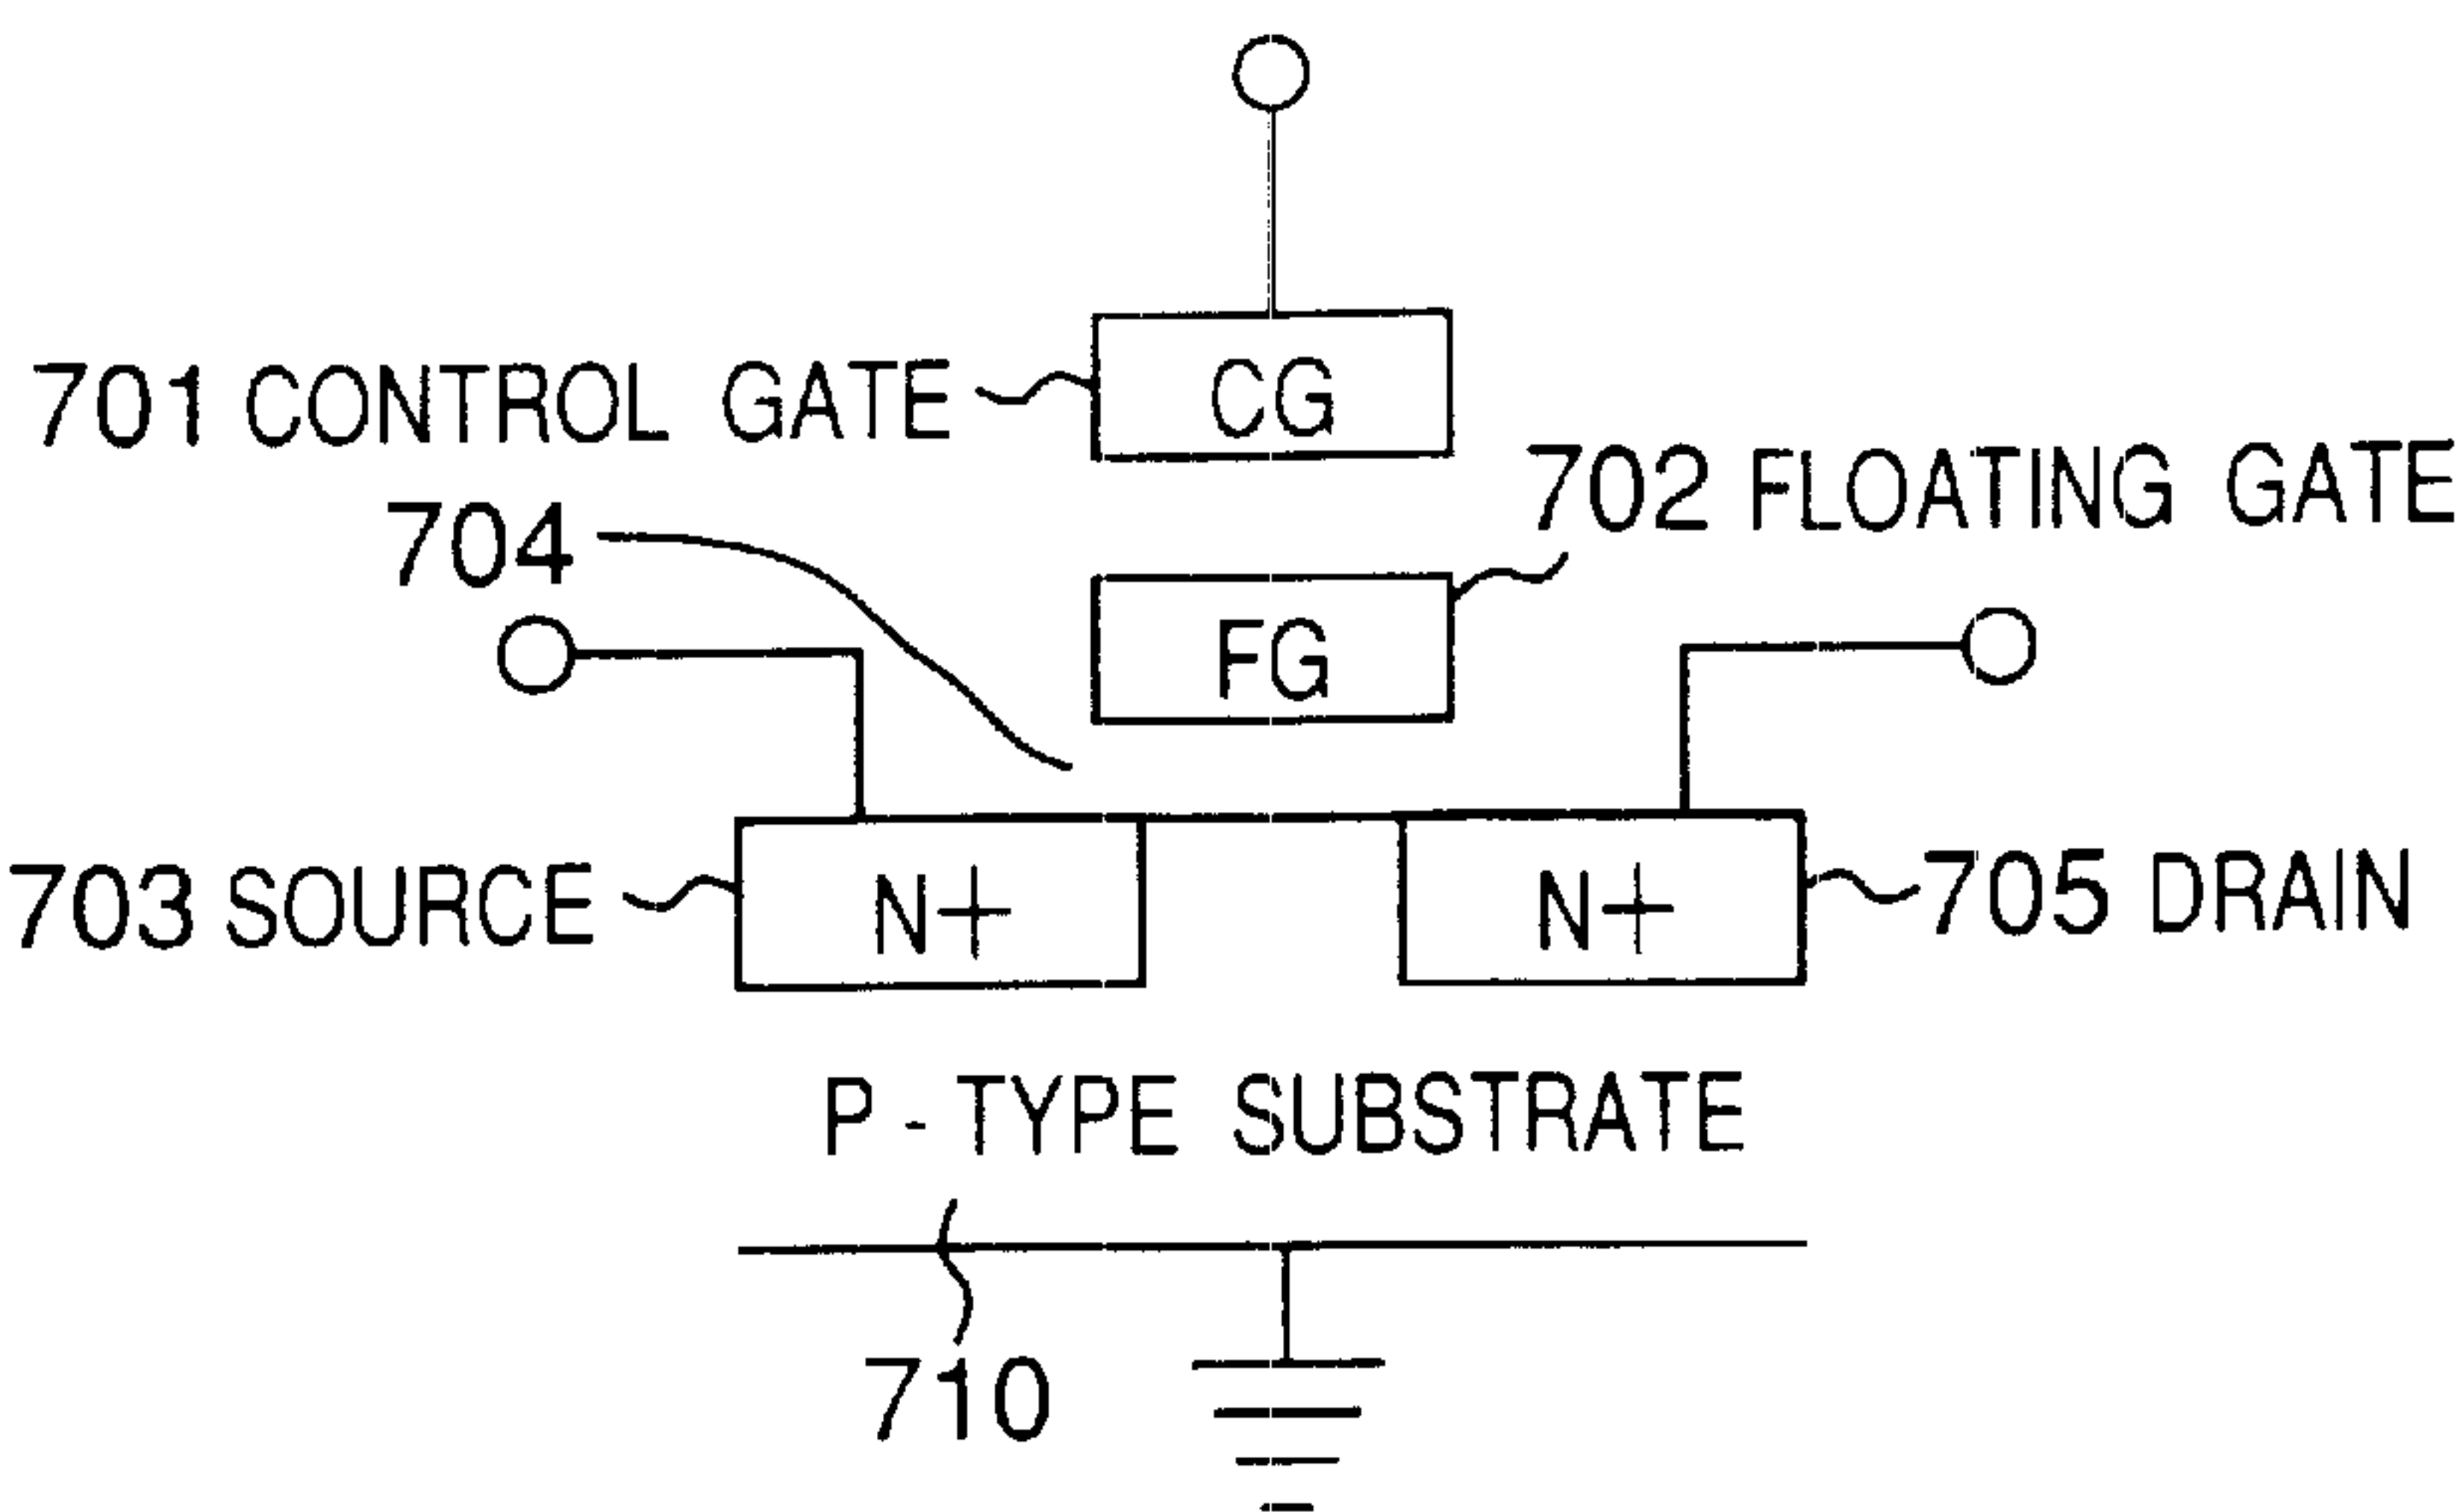 701 CONTROL GATE
CG
702 FLOATING GATE
704
FG
703 SOURCE
N+
N+
705 DRAIN
P - TYPE SUBSTRATE
710